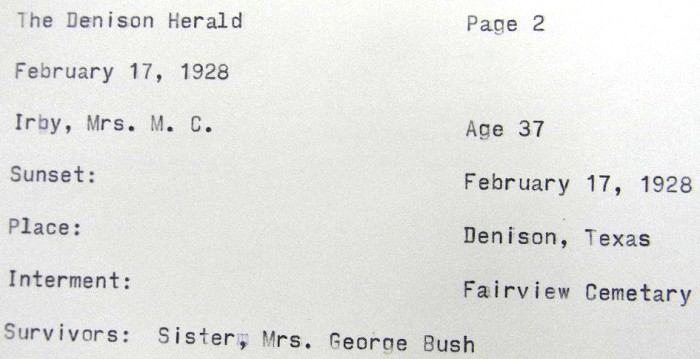 The Denison Herald Page 2
February 17, 1928
Irby, Mrs. M. C. Age 37
Sunset: February 17, 1928
Place: Denison, Texas
Interment: Fairview Cemetary
Survivors: Sister, Mrs. George Bush